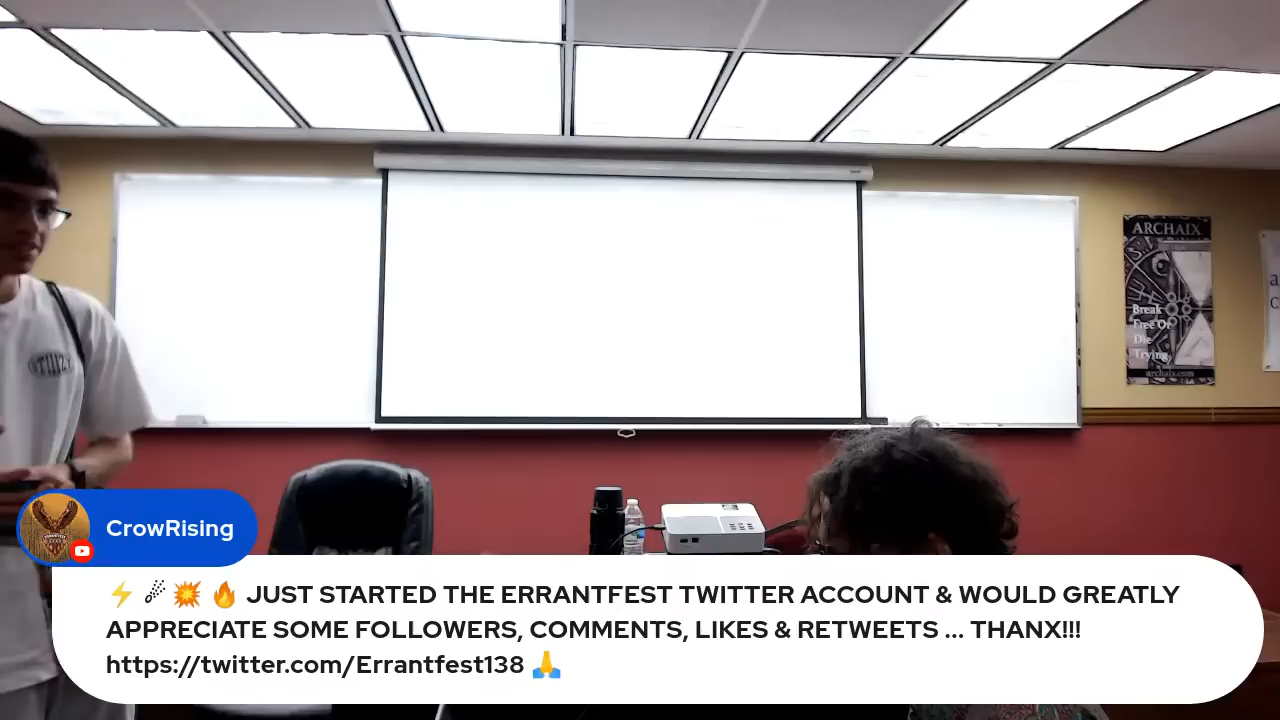 ARCHAIX
Break
Free Or
Die
Trying
archaix.com
CrowRising
⚡ ☄ 💥 🔥 JUST STARTED THE ERRANTFEST TWITTER ACCOUNT & WOULD GREATLY
APPRECIATE SOME FOLLOWERS, COMMENTS, LIKES & RETWEETS ... THANX!!!
https://twitter.com/Errantfest138 🙏